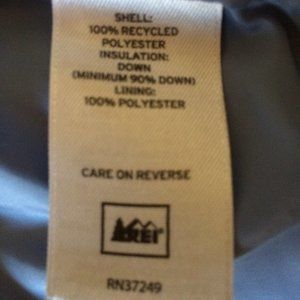 SHELL:
100% RECYCLED
POLYESTER
INSULATION:
DOWN
(MINIMUM 90% DOWN)
LINING:
100% POLYESTER
CARE ON REVERSE
REI
RN37249